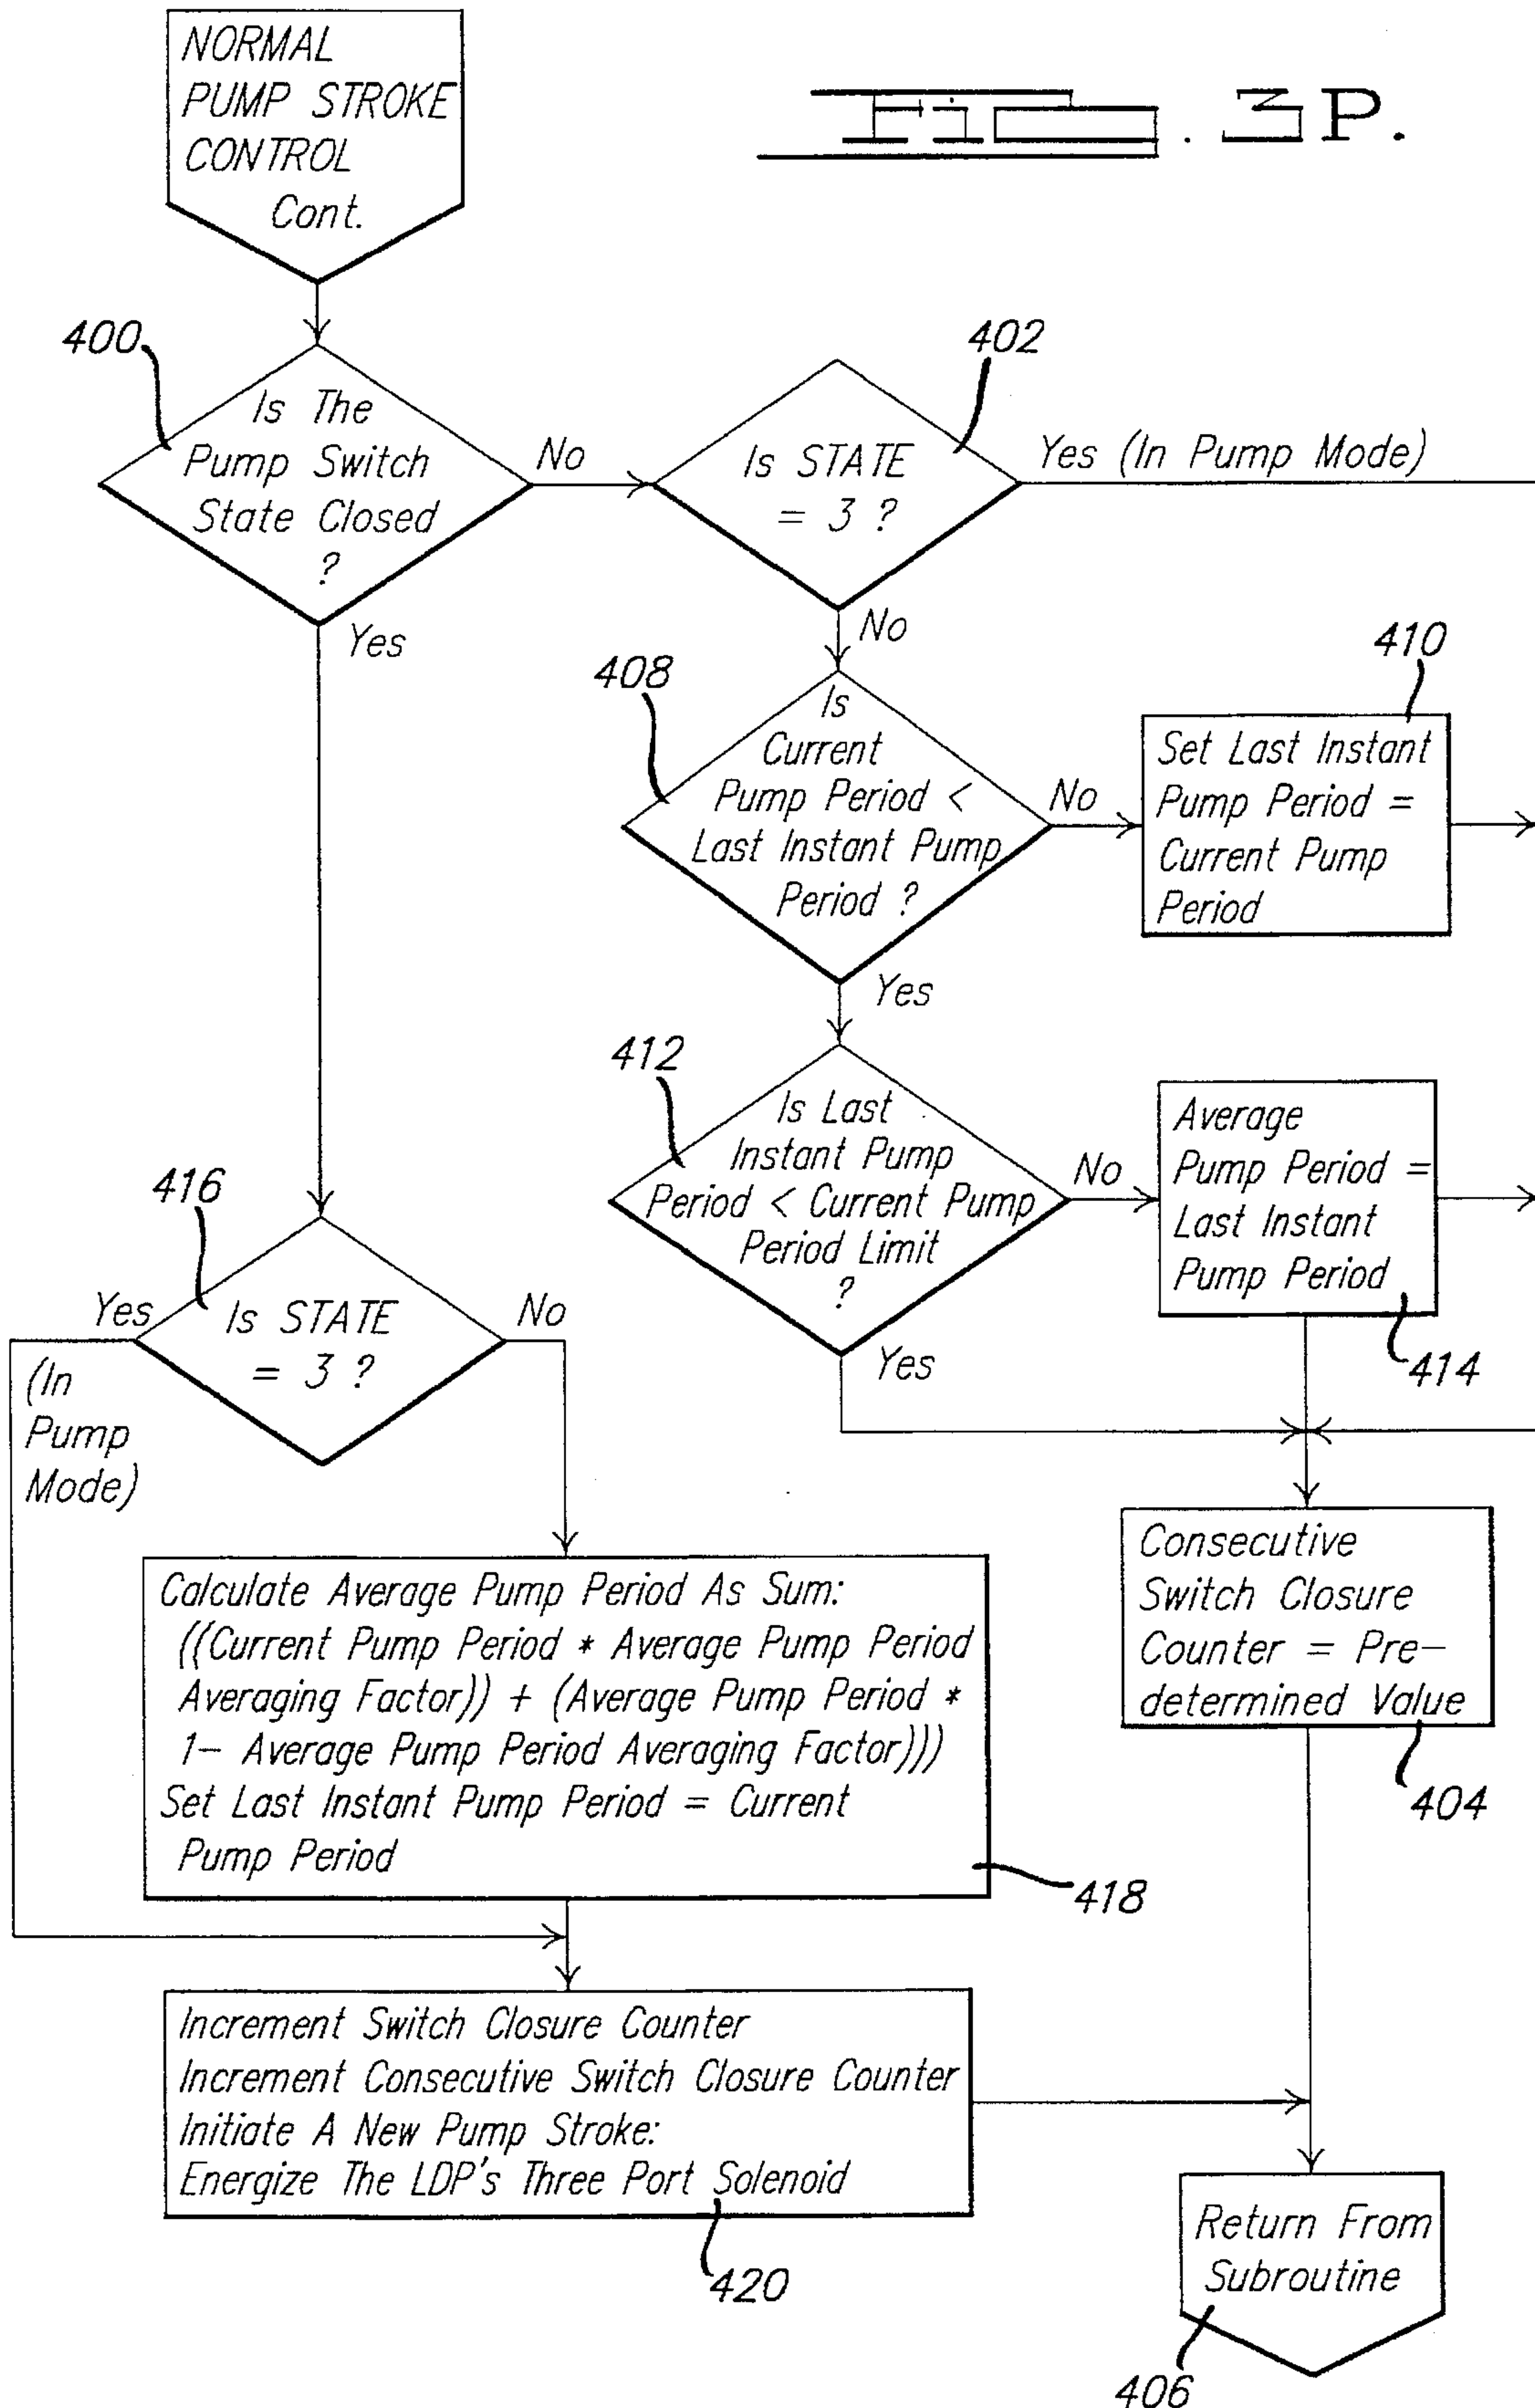 NORMAL
PUMP STROKE
CONTROL
Cont.
FIG. 3P.
400
Is The
Pump Switch
State Closed
?
No
Yes
402
Is STATE
= 3 ?
Yes (In Pump Mode)
No
408
Is
Current
Pump Period <
Last Instant Pump
Period ?
No
Yes
410
Set Last Instant
Pump Period =
Current Pump
Period
412
Is Last
Instant Pump
Period < Current Pump
Period Limit
?
No
Yes
Average
Pump Period =
Last Instant
Pump Period
414
416
Is STATE
= 3 ?
Yes
(In
Pump
Mode)
No
Calculate Average Pump Period As Sum:
((Current Pump Period * Average Pump Period
Averaging Factor)) + (Average Pump Period *
1- Average Pump Period Averaging Factor)))
Set Last Instant Pump Period = Current
Pump Period
418
Consecutive
Switch Closure
Counter = Pre-
determined Value
404
Increment Switch Closure Counter
Increment Consecutive Switch Closure Counter
Initiate A New Pump Stroke:
Energize The LDP's Three Port Solenoid
420
Return From
Subroutine
406